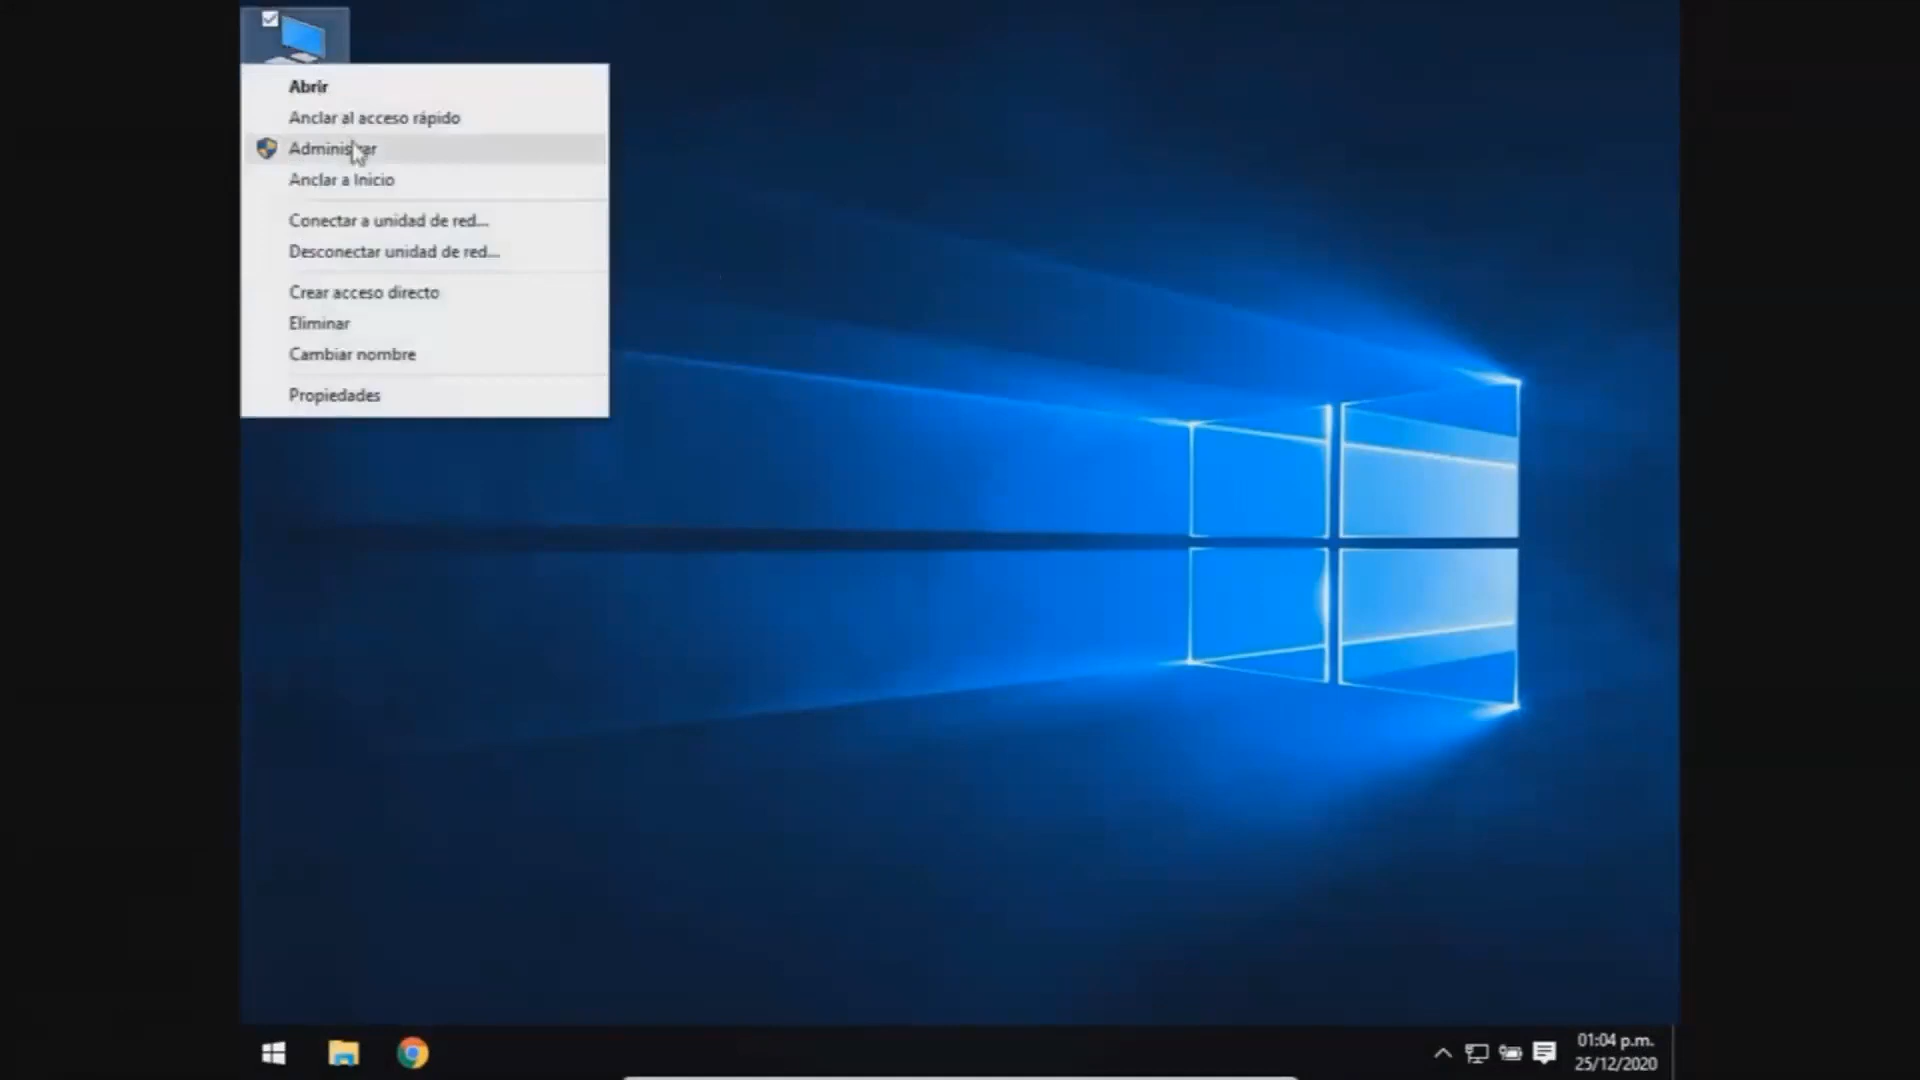 Abrir
Anclar al acceso rápido
Administrar
Anclar a Inicio
Conectar a unidad de red...
Desconectar unidad de red...
Crear acceso directo
Eliminar
Cambiar nombre
Propiedades
01:04 p.m.
25/12/2020